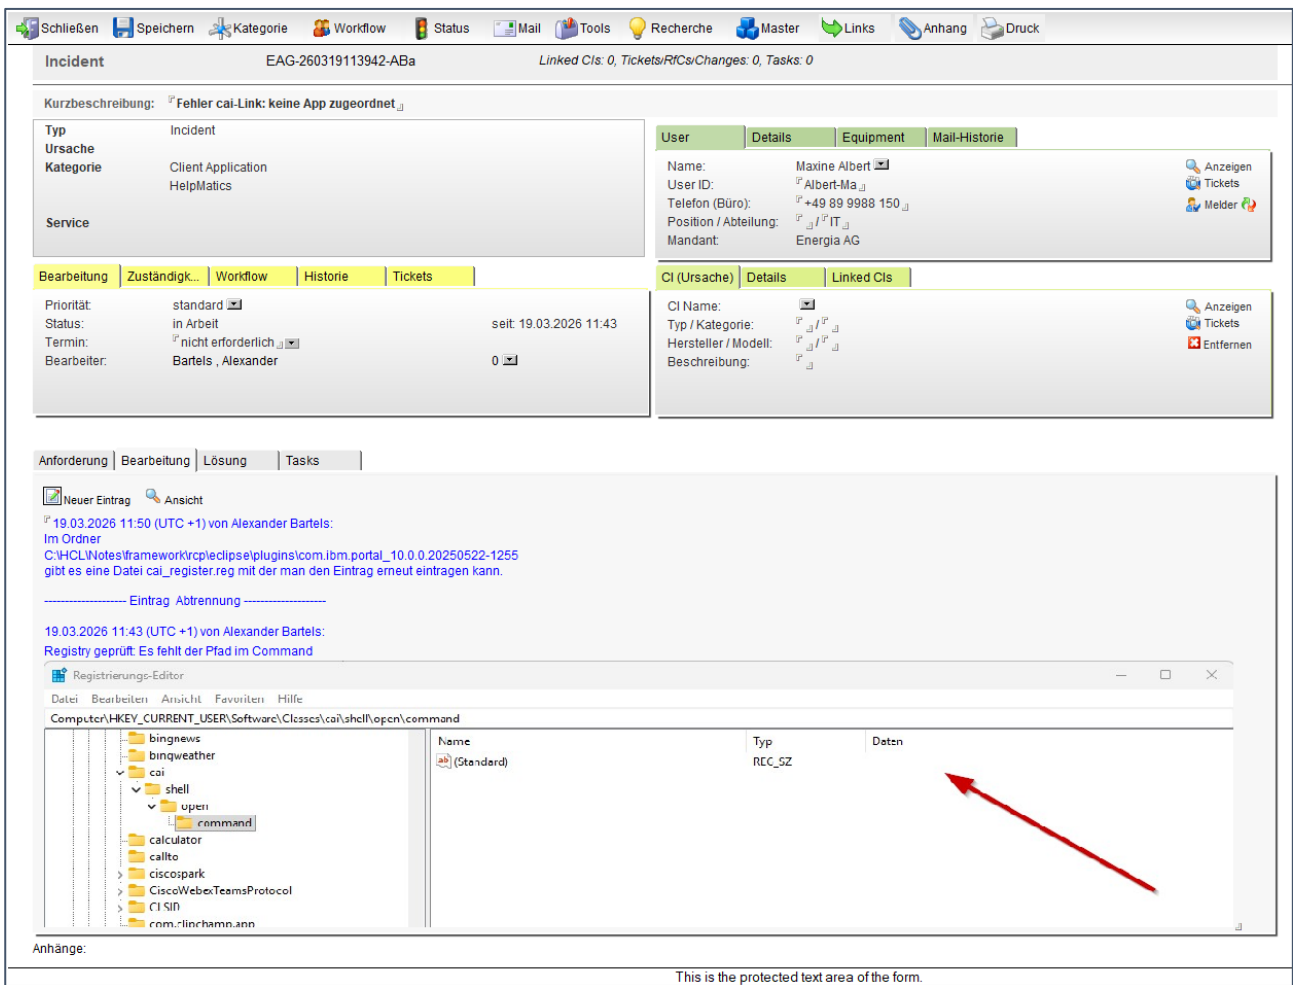 Schließen Speichern Kategorie Workflow Status Mail Tools Recherche Master Links Anhang Druck
Incident EAG-260319113942-ABa Linked CIs: 0, Tickets/RfCs/Changes: 0, Tasks: 0
Kurzbeschreibung: Fehler cai-Link: keine App zugeordnet
Typ Incident
Ursache
Kategorie Client Application
HelpMatics
Service
User Details Equipment Mail-Historie
Name: Maxine Albert Anzeigen
User ID: Albert-Ma Tickets
Telefon (Büro): +49 89 9988 150 Melder
Position / Abteilung: / IT
Mandant: Energia AG
Bearbeitung Zuständigk... Workflow Historie Tickets
Priorität: standard
Status: in Arbeit seit: 19.03.2026 11:43
Termin: nicht erforderlich
Bearbeiter: Bartels , Alexander 0
CI (Ursache) Details Linked CIs
CI Name: Anzeigen
Typ / Kategorie: / Tickets
Hersteller / Modell: / Entfernen
Beschreibung:
Anforderung Bearbeitung Lösung Tasks
Neuer Eintrag Ansicht
19.03.2026 11:50 (UTC +1) von Alexander Bartels:
Im Ordner
C:\HCL\Notes\framework\rcp\eclipse\plugins\com.ibm.portal_10.0.0.20250522-1255
gibt es eine Datei cai_register.reg mit der man den Eintrag erneut eintragen kann.
-------------------- Eintrag Abtrennung --------------------
19.03.2026 11:43 (UTC +1) von Alexander Bartels:
Registry geprüft: Es fehlt der Pfad im Command
Registrierungs-Editor
Datei Bearbeiten Ansicht Favoriten Hilfe
Computer\HKEY_CURRENT_USER\Software\Classes\cai\shell\open\command
Name Typ Daten
(Standard) REG_SZ
bingnews
bingweather
cai
shell
open
command
calculator
callto
ciscospark
CiscoWebexTeamsProtocol
CLSID
com.clipchamp.app
Anhänge:
This is the protected text area of the form.